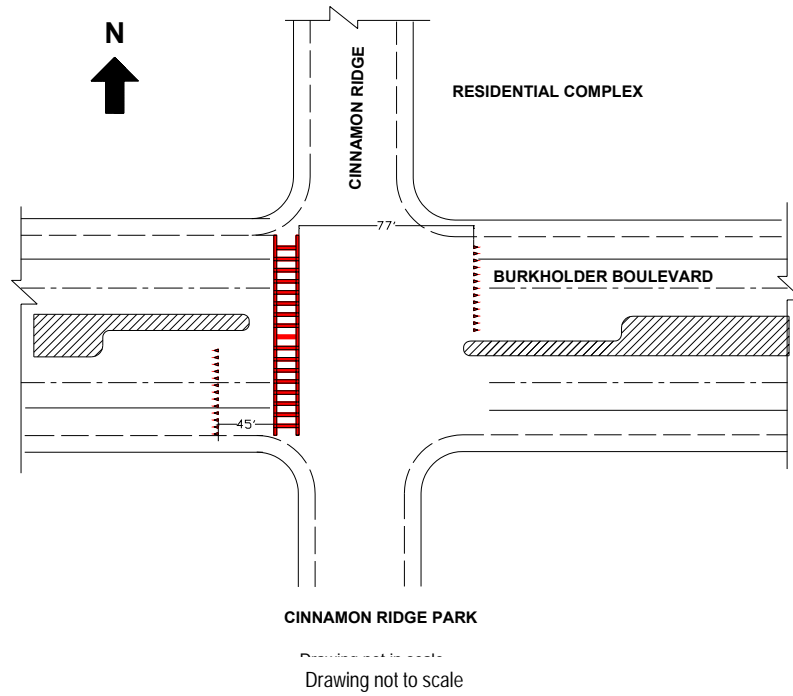 N
CINNAMON RIDGE
RESIDENTIAL COMPLEX
77'
BURKHOLDER BOULEVARD
45'
CINNAMON RIDGE PARK
Drawing not to scale